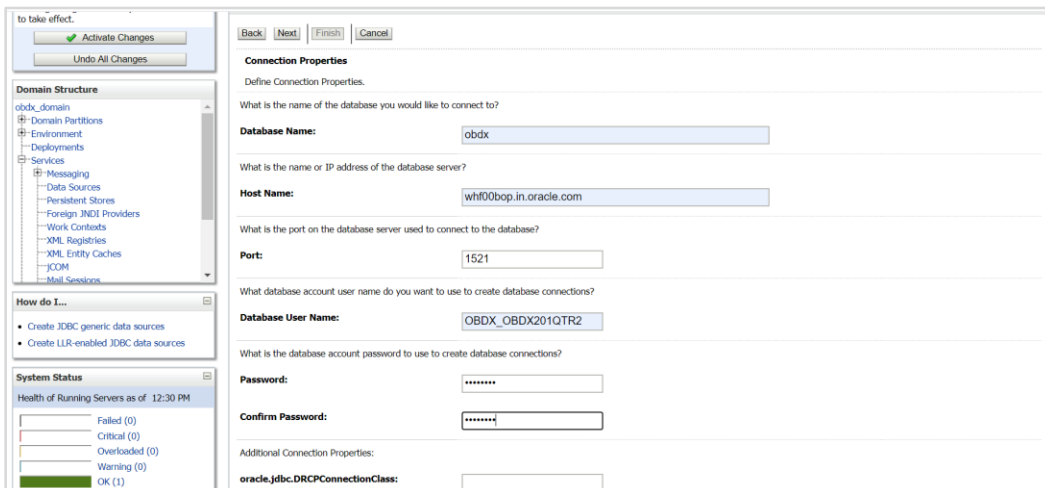 to take effect.
Activate Changes
Undo All Changes
Domain Structure
obdx_domain
Domain Partitions
Environment
Deployments
Services
Messaging
Data Sources
Persistent Stores
Foreign JNDI Providers
Work Contexts
XML Registries
XML Entity Caches
jCOM
Mail Sessions
How do I...
Create JDBC generic data sources
Create LLR-enabled JDBC data sources
System Status
Health of Running Servers as of 12:30 PM
Failed (0)
Critical (0)
Overloaded (0)
Warning (0)
OK (1)
Back Next Finish Cancel
Connection Properties
Define Connection Properties.
What is the name of the database you would like to connect to?
Database Name: obdx
What is the name or IP address of the database server?
Host Name: whf00bop.in.oracle.com
What is the port on the database server used to connect to the database?
Port: 1521
What database account user name do you want to use to create database connections?
Database User Name: OBDX_OBDX201QTR2
What is the database account password to use to create database connections?
Password: ••••••••
Confirm Password: ••••••••
Additional Connection Properties:
oracle.jdbc.DRCPConnectionClass: